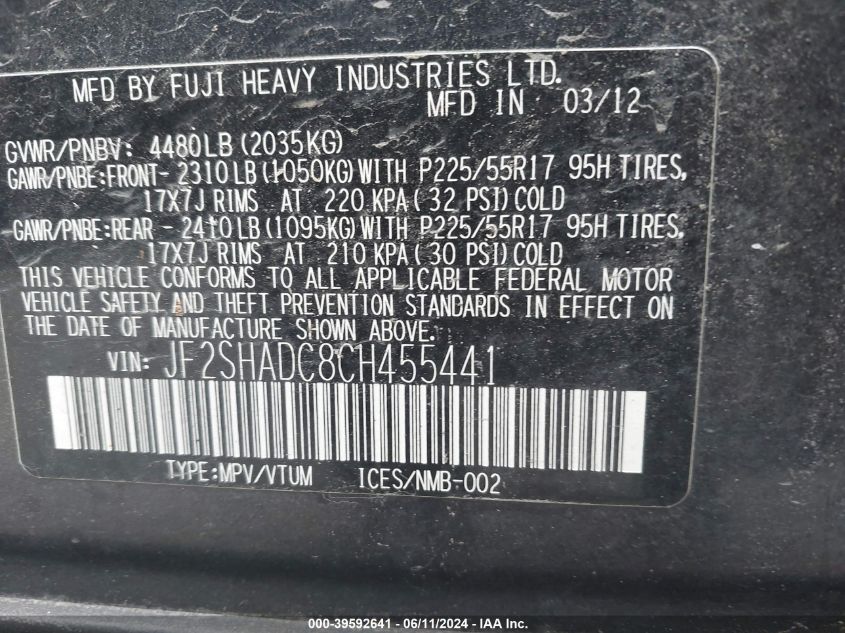 MFD BY FUJI HEAVY INDUSTRIES LTD.
MFD IN 03/12
GVWR/PNBV: 4480LB(2035KG)
GAWR/PNBE:FRONT- 2310LB(1050KG)WITH P225/55R17 95H TIRES,
17X7J RIMS AT 220 KPA(32 PSI)COLD
GAWR/PNBE:REAR - 2410LB(1095KG)WITH P225/55R17 95H TIRES,
17X7J RIMS AT 210 KPA(30 PSI)COLD
THIS VEHICLE CONFORMS TO ALL APPLICABLE FEDERAL MOTOR
VEHICLE SAFETY AND THEFT PREVENTION STANDARDS IN EFFECT ON
THE DATE OF MANUFACTURE SHOWN ABOVE.
VIN: JF2SHADC8CH455441
TYPE:MPV/VTUM ICES/NMB-002
000-39592641 - 06/11/2024 - IAA Inc.